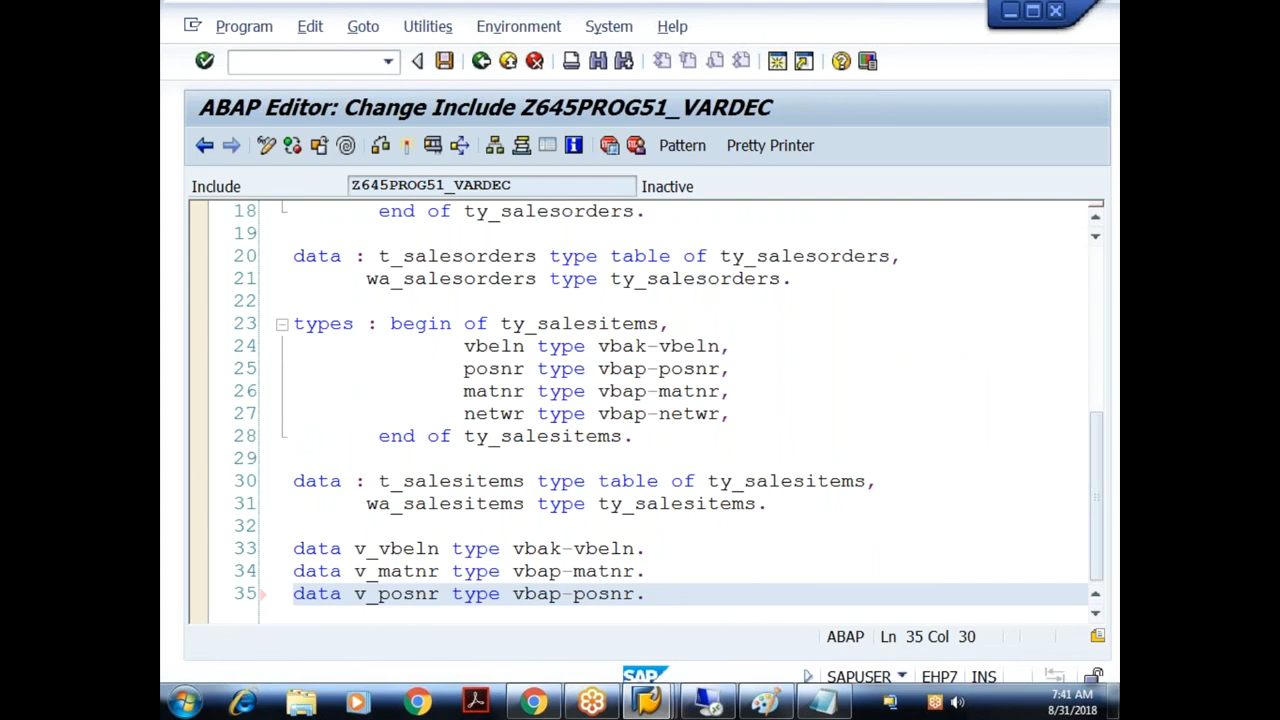 Program Edit Goto Utilities Environment System Help
ABAP Editor: Change Include Z645PROG51_VARDEC
Pattern Pretty Printer
Include Z645PROG51_VARDEC Inactive
18 end of ty_salesorders.
19
20 data : t_salesorders type table of ty_salesorders,
21 wa_salesorders type ty_salesorders.
22
23 types : begin of ty_salesitems,
24 vbeln type vbak-vbeln,
25 posnr type vbap-posnr,
26 matnr type vbap-matnr,
27 netwr type vbap-netwr,
28 end of ty_salesitems.
29
30 data : t_salesitems type table of ty_salesitems,
31 wa_salesitems type ty_salesitems.
32
33 data v_vbeln type vbak-vbeln.
34 data v_matnr type vbap-matnr.
35 data v_posnr type vbap-posnr.
ABAP Ln 35 Col 30
SAP SAPUSER EHP7 INS
7:41 AM
8/31/2018